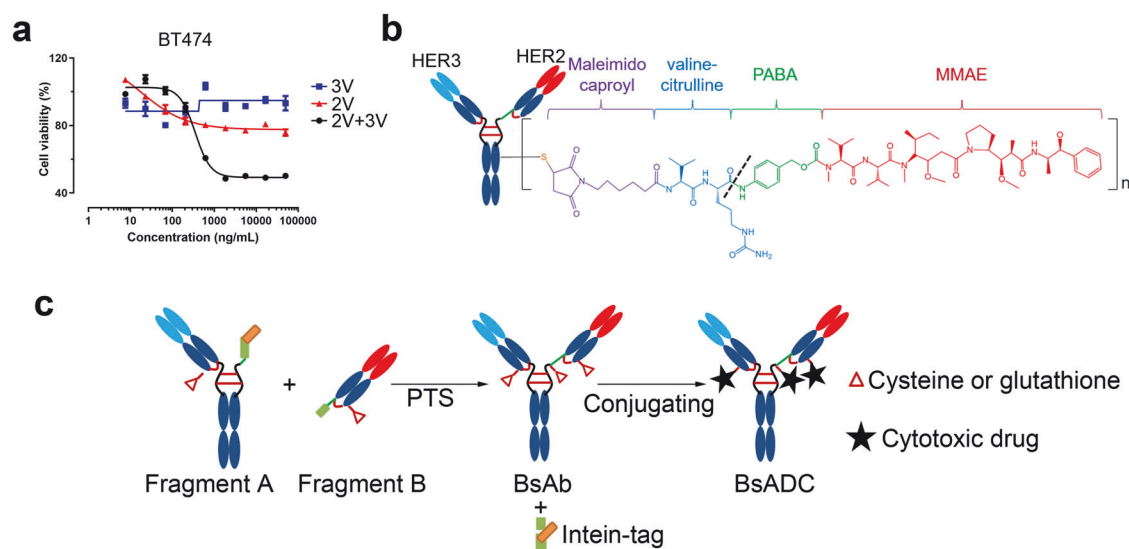 a
BT474
Cell viability (%)
120
80
40
3V
2V
2V+3V
1
10
100
1000
10000
100000
Concentration (ng/mL)
b
HER3
HER2
Maleimido
caproyl
valine-
citrulline
PABA
MMAE
S
O
N
O
O
H
N
O
N
H
O
N
H
O
O
N
O
N
H
O
N
O
O
N
O
O
H
N
O
O
NH
O
NH2
n
c
Fragment A
+
Fragment B
PTS
BsAb
+
Intein-tag
Conjugating
BsADC
Cysteine or glutathione
Cytotoxic drug